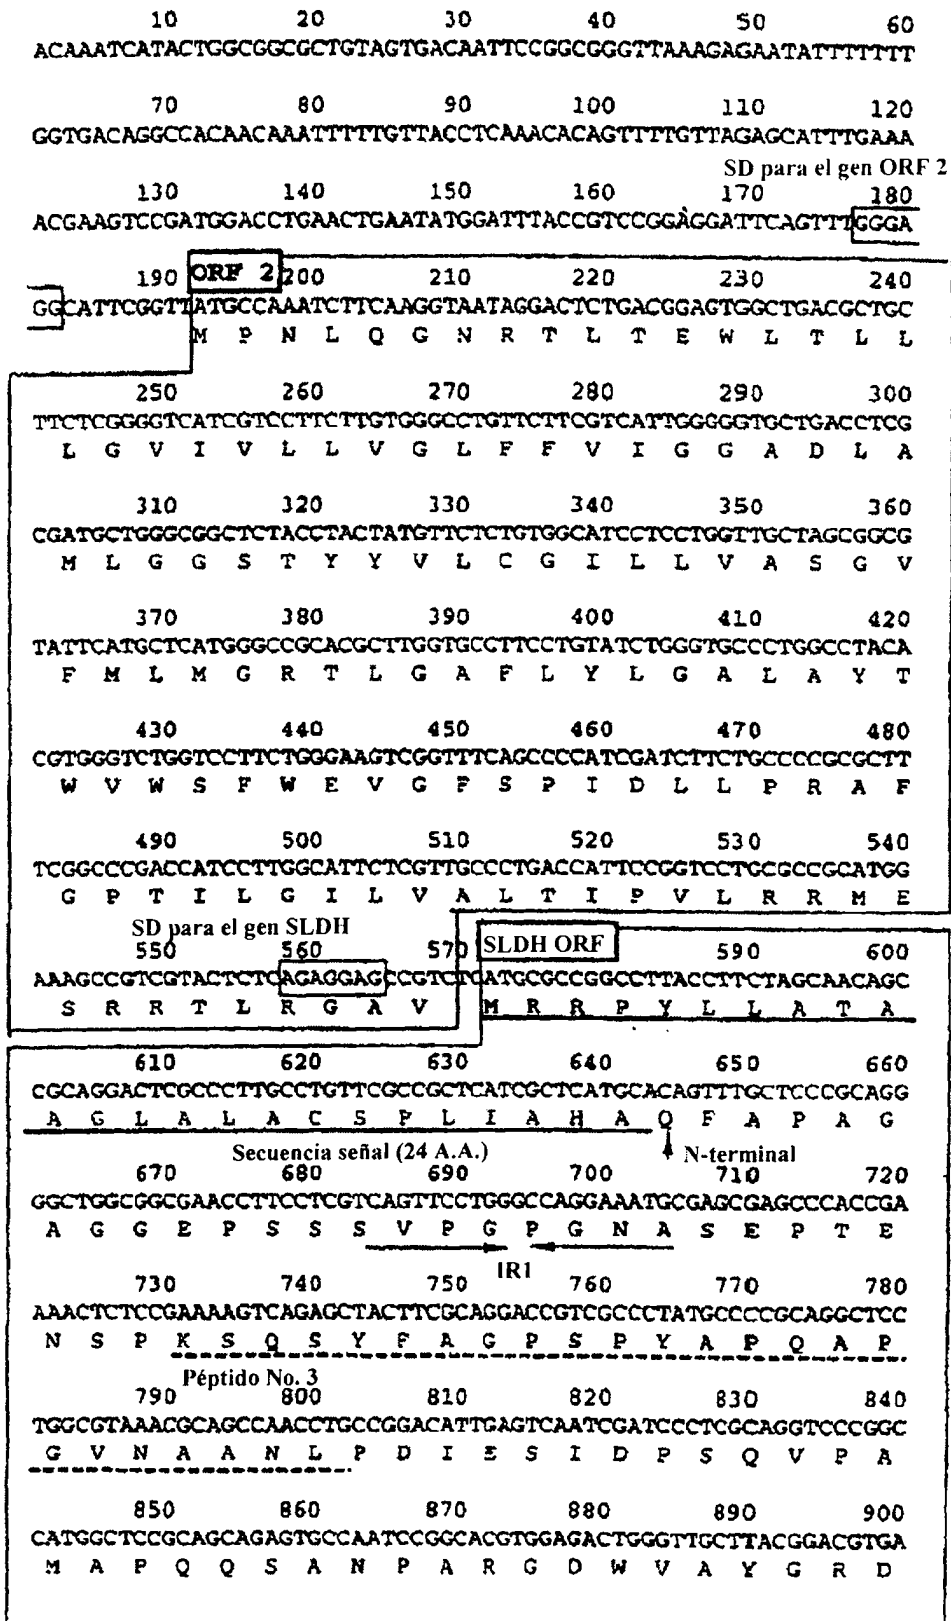 10 20 30 40 50 60
ACAAATCATACTGGCGGCGCTGTAGTGACAATTCCGGCGGGTTAAAGAGAATATTTTTTT
70 80 90 100 110 120
GGTGACAGGCCACAACAAATTTTTGTTACCTCAAACACAGTTTTGTTAGAGCATTTGAAA
SD para el gen ORF 2
130 140 150 160 170 180
ACGAAGTCCGATGGACCTGAACTGAATATGGATTTACCGTCCGGAGGATTCAGTTTGGGA
190 ORF 2 200 210 220 230 240
GGCATTCGGTTATGCCAAATCTTCAAGGTAATAGGACTCTGACGGAGTGGCTGACGCTGC
M P N L Q G N R T L T E W L T L L
250 260 270 280 290 300
TTCTCGGGGTCATCGTCCTTCTTGTGGGCCTGTTCTTCGTCATTGGGGGTGCTGACCTCG
L G V I V L L V G L F F V I G G A D L A
310 320 330 340 350 360
CGATGCTGGGCGGCTCTACCTACTATGTTCTCTGTGGCATCCTCCTGGTTGCTAGCGGCG
M L G G S T Y Y V L C G I L L V A S G V
370 380 390 400 410 420
TATTCATGCTCATGGGCCGCACGCTTGGTGCGTTCCTGTATCTGGGTGCCCTGGCCTACA
F M L M G R T L G A F L Y L G A L A Y T
430 440 450 460 470 480
CGTGGGTCTGGTCCTTCTGGGAAGTCGGTTTCAGCCCCATCGATCTTCTGCCCCGCGCTT
W V W S F W E V G F S P I D L L P R A F
490 500 510 520 530 540
TCGGCCCGACCATCCTTGGCATTCTCGTTGCCCTGACCATTCCGGTCCTGCGCCGCATGG
G P T I L G I L V A L T I P V L R R M E
SD para el gen SLDH
550 560 570 SLDH ORF 590 600
AAAGCCGTCGTACTCTCAGAGGAGCCGTCTCATGCGCCGGCCTTACCTTCTAGCAACAGC
S R R T L R G A V M R R P Y L L A T A
610 620 630 640 650 660
CGCAGGACTCGCCCTTGCCTGTTCGCCGCTCATCGCTCATGCACAGTTTGCTCCCGCAGG
A G L A L A C S P L I A H A Q F A P A G
Secuencia señal (24 A.A.) N-terminal
670 680 690 700 710 720
GGCTGGCGGCGAACCTTCCTCGTCAGTTCCTGGGCCAGGAAATGCGAGCGAGCCCACCGA
A G G E P S S S V P G P G N A S E P T E
IR1
730 740 750 760 770 780
AAACTCTCCGAAAAGTCAGAGCTACTTCGCAGGACCGTCGCCCTATGCCCCGCAGGCTCC
N S P K S Q S Y F A G P S P Y A P Q A P
Péptido No. 3
790 800 810 820 830 840
TGGCGTAAACGCAGCCAACCTGCCGGACATTGAGTCAATCGATCCCTCGCAGGTCCCGGC
G V N A A N L P D I E S I D P S Q V P A
850 860 870 880 890 900
CATGGCTCCGCAGCAGAGTGCCAATCCGGCACGTGGAGACTGGGTTGCTTACGGACGTGA
M A P Q Q S A N P A R G D W V A Y G R D